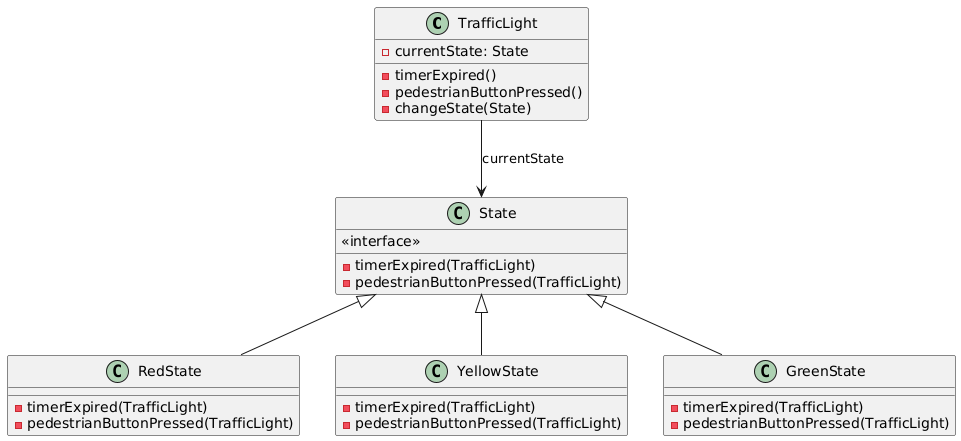 C TrafficLight
currentState: State
timerExpired()
pedestrianButtonPressed()
changeState(State)
currentState
C State
«interface»
timerExpired(TrafficLight)
pedestrianButtonPressed(TrafficLight)
C RedState
timerExpired(TrafficLight)
pedestrianButtonPressed(TrafficLight)
C YellowState
timerExpired(TrafficLight)
pedestrianButtonPressed(TrafficLight)
C GreenState
timerExpired(TrafficLight)
pedestrianButtonPressed(TrafficLight)